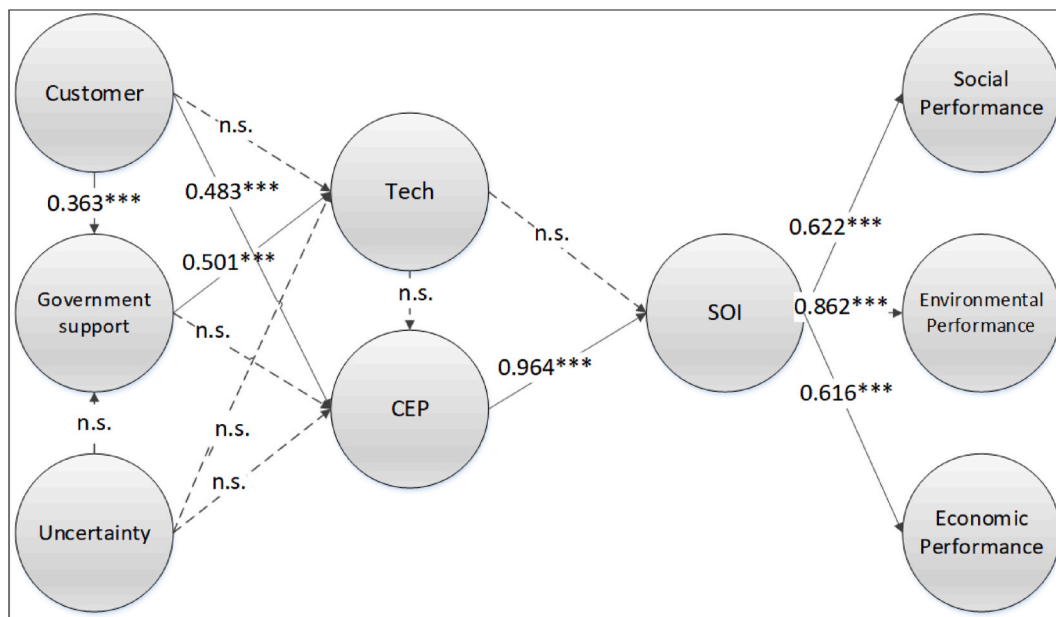 Customer
Social
Performance
n.s.
Tech
0.363***
0.483***
n.s.
0.622***
0.501***
Government
support
n.s.
n.s.
SOI
0.862***
Environmental
Performance
0.964***
0.616***
CEP
n.s.
n.s.
n.s.
Uncertainty
Economic
Performance